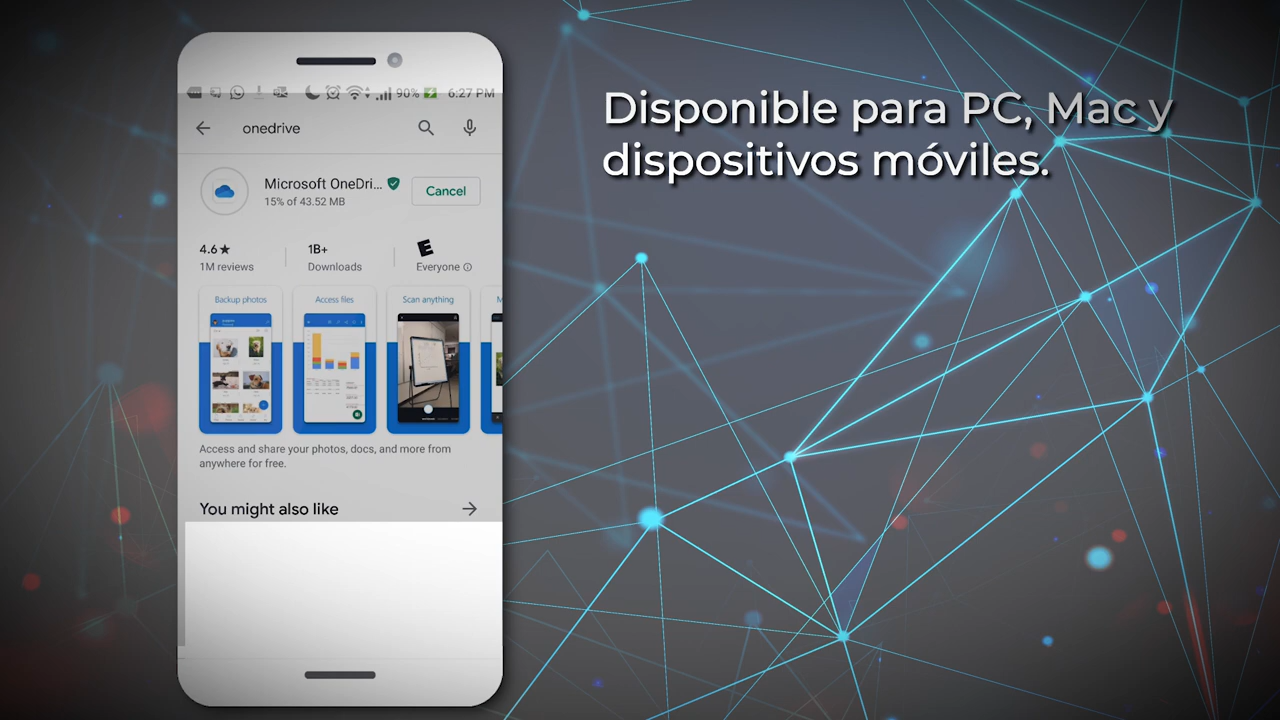 90% 6:27 PM
onedrive
Microsoft OneDri...
15% of 43.52 MB
Cancel
4.6★
1M reviews
1B+
Downloads
E
Everyone
Backup photos
Access files
Scan anything
M
Access and share your photos, docs, and more from
anywhere for free.
You might also like
Disponible para PC, Mac y
dispositivos móviles.